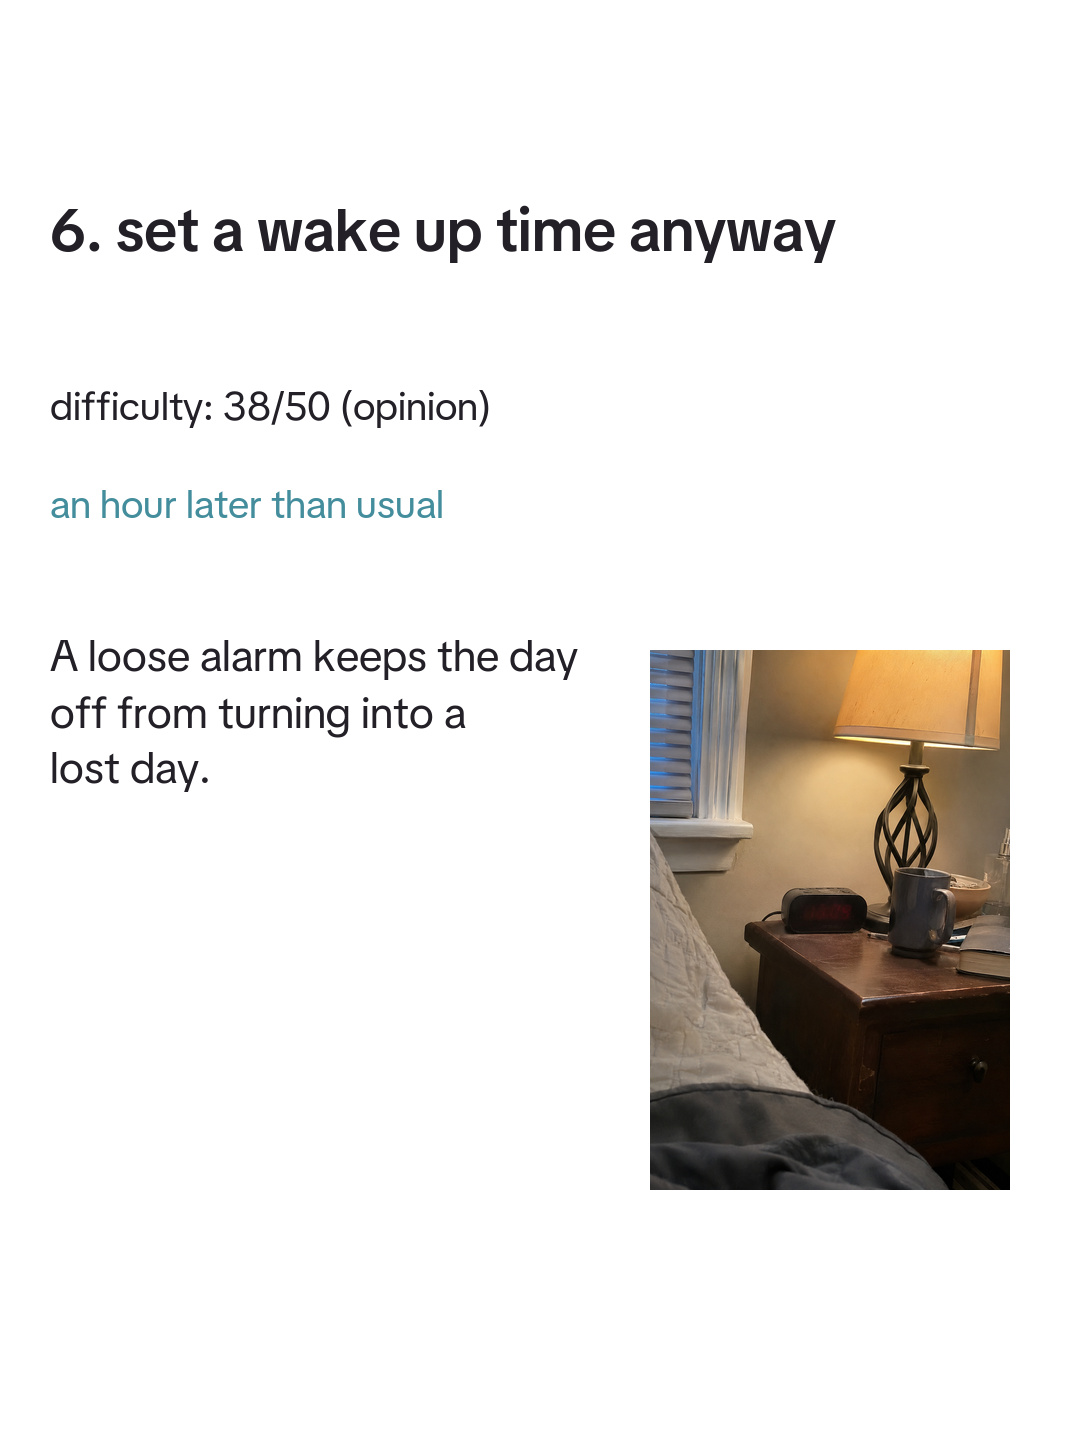 6. set a wake up time anyway
difficulty: 38/50 (opinion)
an hour later than usual
A loose alarm keeps the day
off from turning into a
lost day.